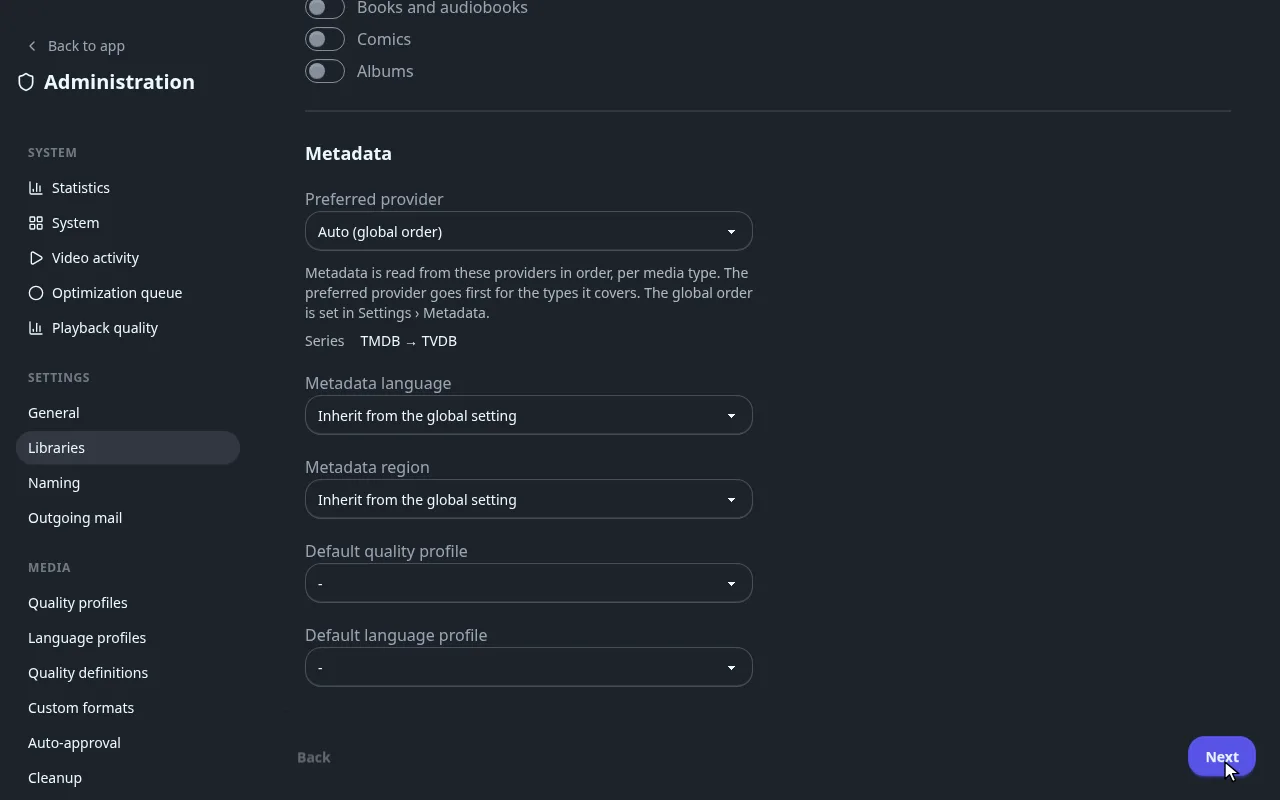 Books and audiobooks
Comics
Albums
Back to app
Administration
SYSTEM
Statistics
System
Video activity
Optimization queue
Playback quality
SETTINGS
General
Libraries
Naming
Outgoing mail
MEDIA
Quality profiles
Language profiles
Quality definitions
Custom formats
Auto-approval
Cleanup
Metadata
Preferred provider
Auto (global order)
Metadata is read from these providers in order, per media type. The
preferred provider goes first for the types it covers. The global order
is set in Settings › Metadata.
Series TMDB → TVDB
Metadata language
Inherit from the global setting
Metadata region
Inherit from the global setting
Default quality profile
-
Default language profile
-
Back
Next